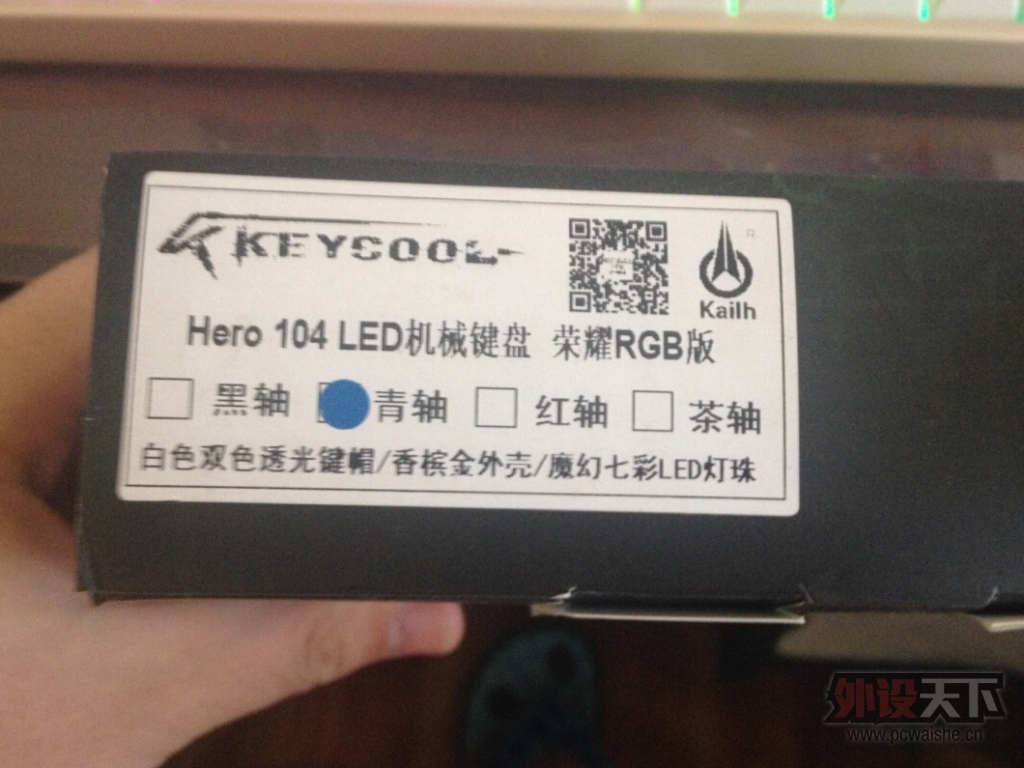 KEYCOOL
Kailh
Hero 104 LED机械键盘 荣耀RGB版
黑轴 青轴 红轴 茶轴
白色双色透光键帽/香槟金外壳/魔幻七彩LED灯珠
外设天下
www.pcwaishe.cn